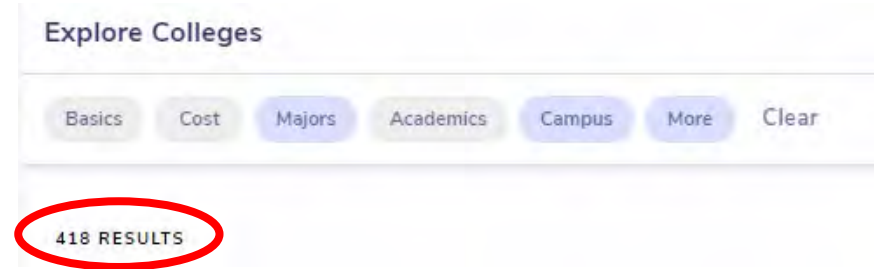 Explore Colleges
Basics Cost Majors Academics Campus More Clear
418 RESULTS